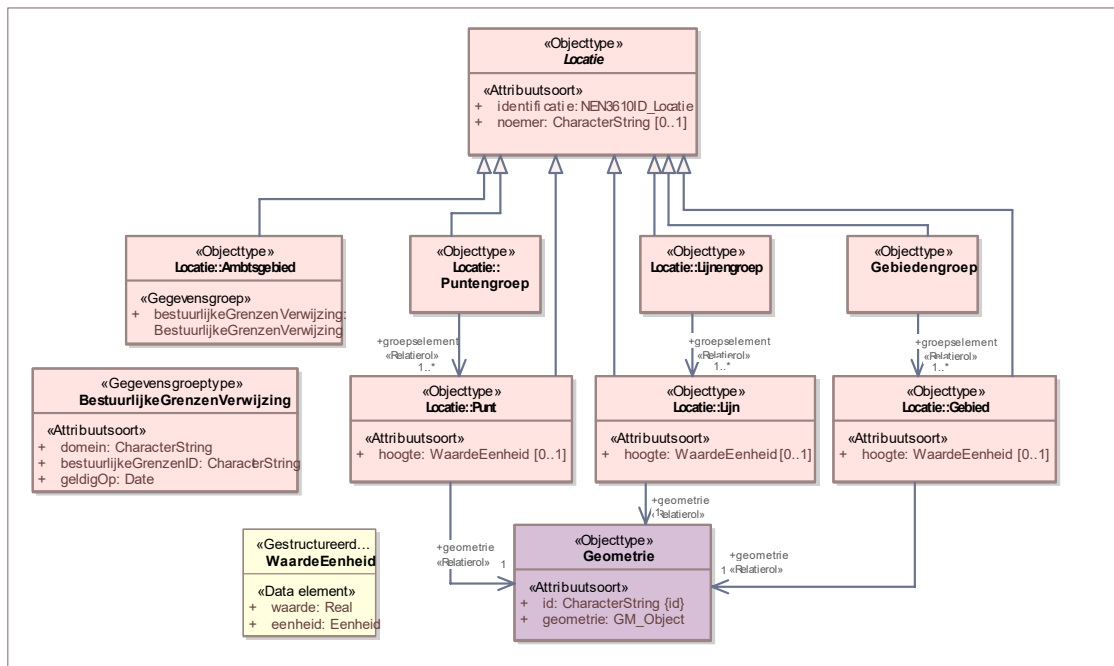 «Objecttype»
Locatie
«Attribuutsoort»
+ identificatie: NEN3610ID_Locatie
+ noemer: CharacterString [0..1]
«Objecttype»
Locatie::Ambtsgebied
«Gegevensgroep»
+ bestuurlijkeGrenzenVerwijzing:
BestuurlijkeGrenzenVerwijzing
«Objecttype»
Locatie::
Puntengroep
«Objecttype»
Locatie::Lijnengroep
«Objecttype»
Gebiedengroep
+groepselement
«Relatierol»
1..*
+groepselement
«Relatierol»
1..*
+groepselement
«Relatierol»
1..*
«Gegevensgroeptype»
BestuurlijkeGrenzenVerwijzing
«Attribuutsoort»
+ domein: CharacterString
+ bestuurlijkeGrenzenID: CharacterString
+ geldigOp: Date
«Objecttype»
Locatie::Punt
«Attribuutsoort»
+ hoogte: WaardeEenheid [0..1]
«Objecttype»
Locatie::Lijn
«Attribuutsoort»
+ hoogte: WaardeEenheid [0..1]
«Objecttype»
Locatie::Gebied
«Attribuutsoort»
+ hoogte: WaardeEenheid [0..1]
+geometrie
1
«Relatierol»
+geometrie
«Relatierol»
1
+geometrie
«Relatierol»
1
«Gestructureerd...
WaardeEenheid
«Data element»
+ waarde: Real
+ eenheid: Eenheid
«Objecttype»
Geometrie
«Attribuutsoort»
+ id: CharacterString {id}
+ geometrie: GM_Object